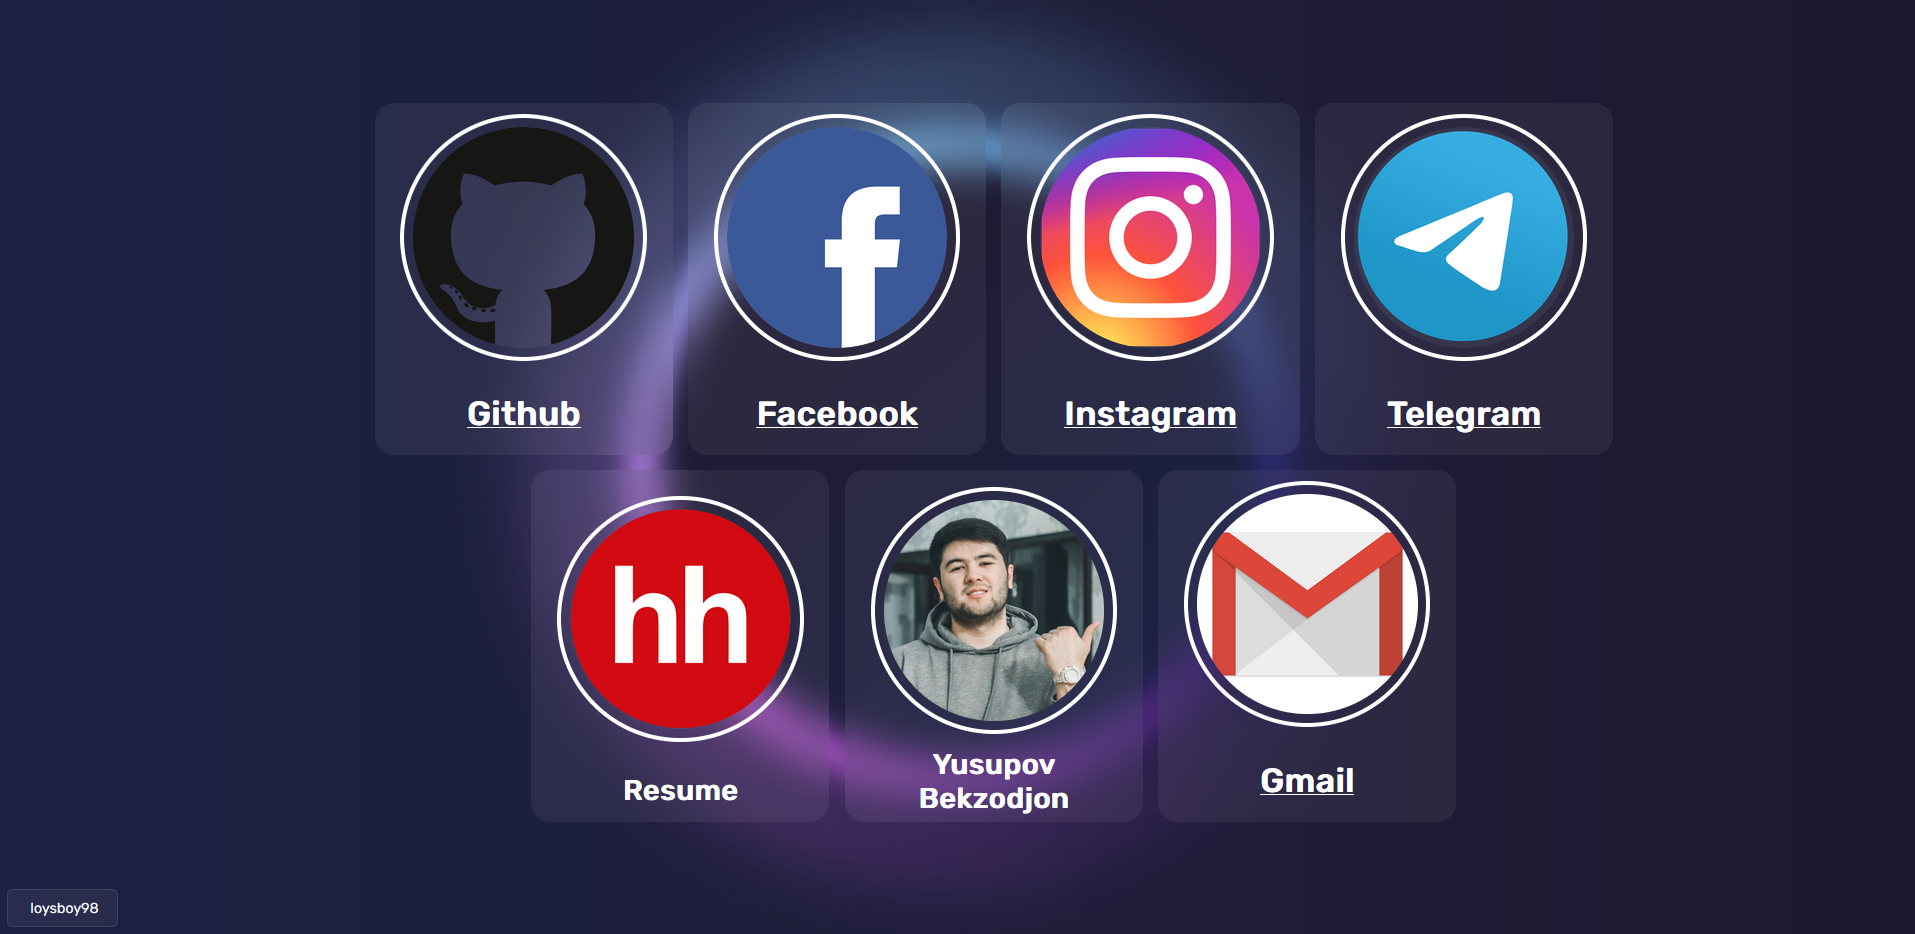 Github
Facebook
Instagram
Telegram
hh
Resume
Yusupov
Bekzodjon
Gmail
loysboy98